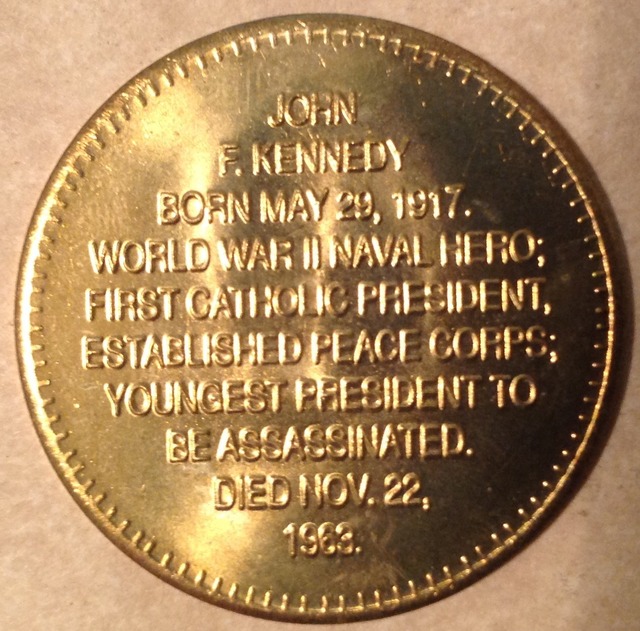 JOHN
F. KENNEDY
BORN MAY 29, 1917.
WORLD WAR II NAVAL HERO;
FIRST CATHOLIC PRESIDENT,
ESTABLISHED PEACE CORPS;
YOUNGEST PRESIDENT TO
BE ASSASSINATED.
DIED NOV. 22,
1963.